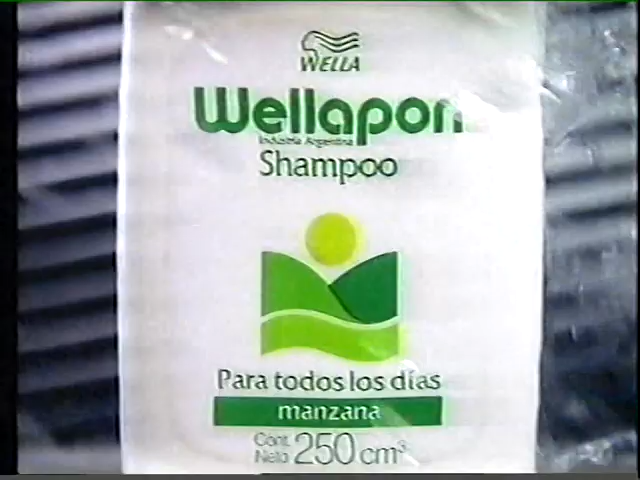 WELLA
Wellapon
Industria Argentina
Shampoo
Para todos los días
manzana
Cont. Neto 250 cm³